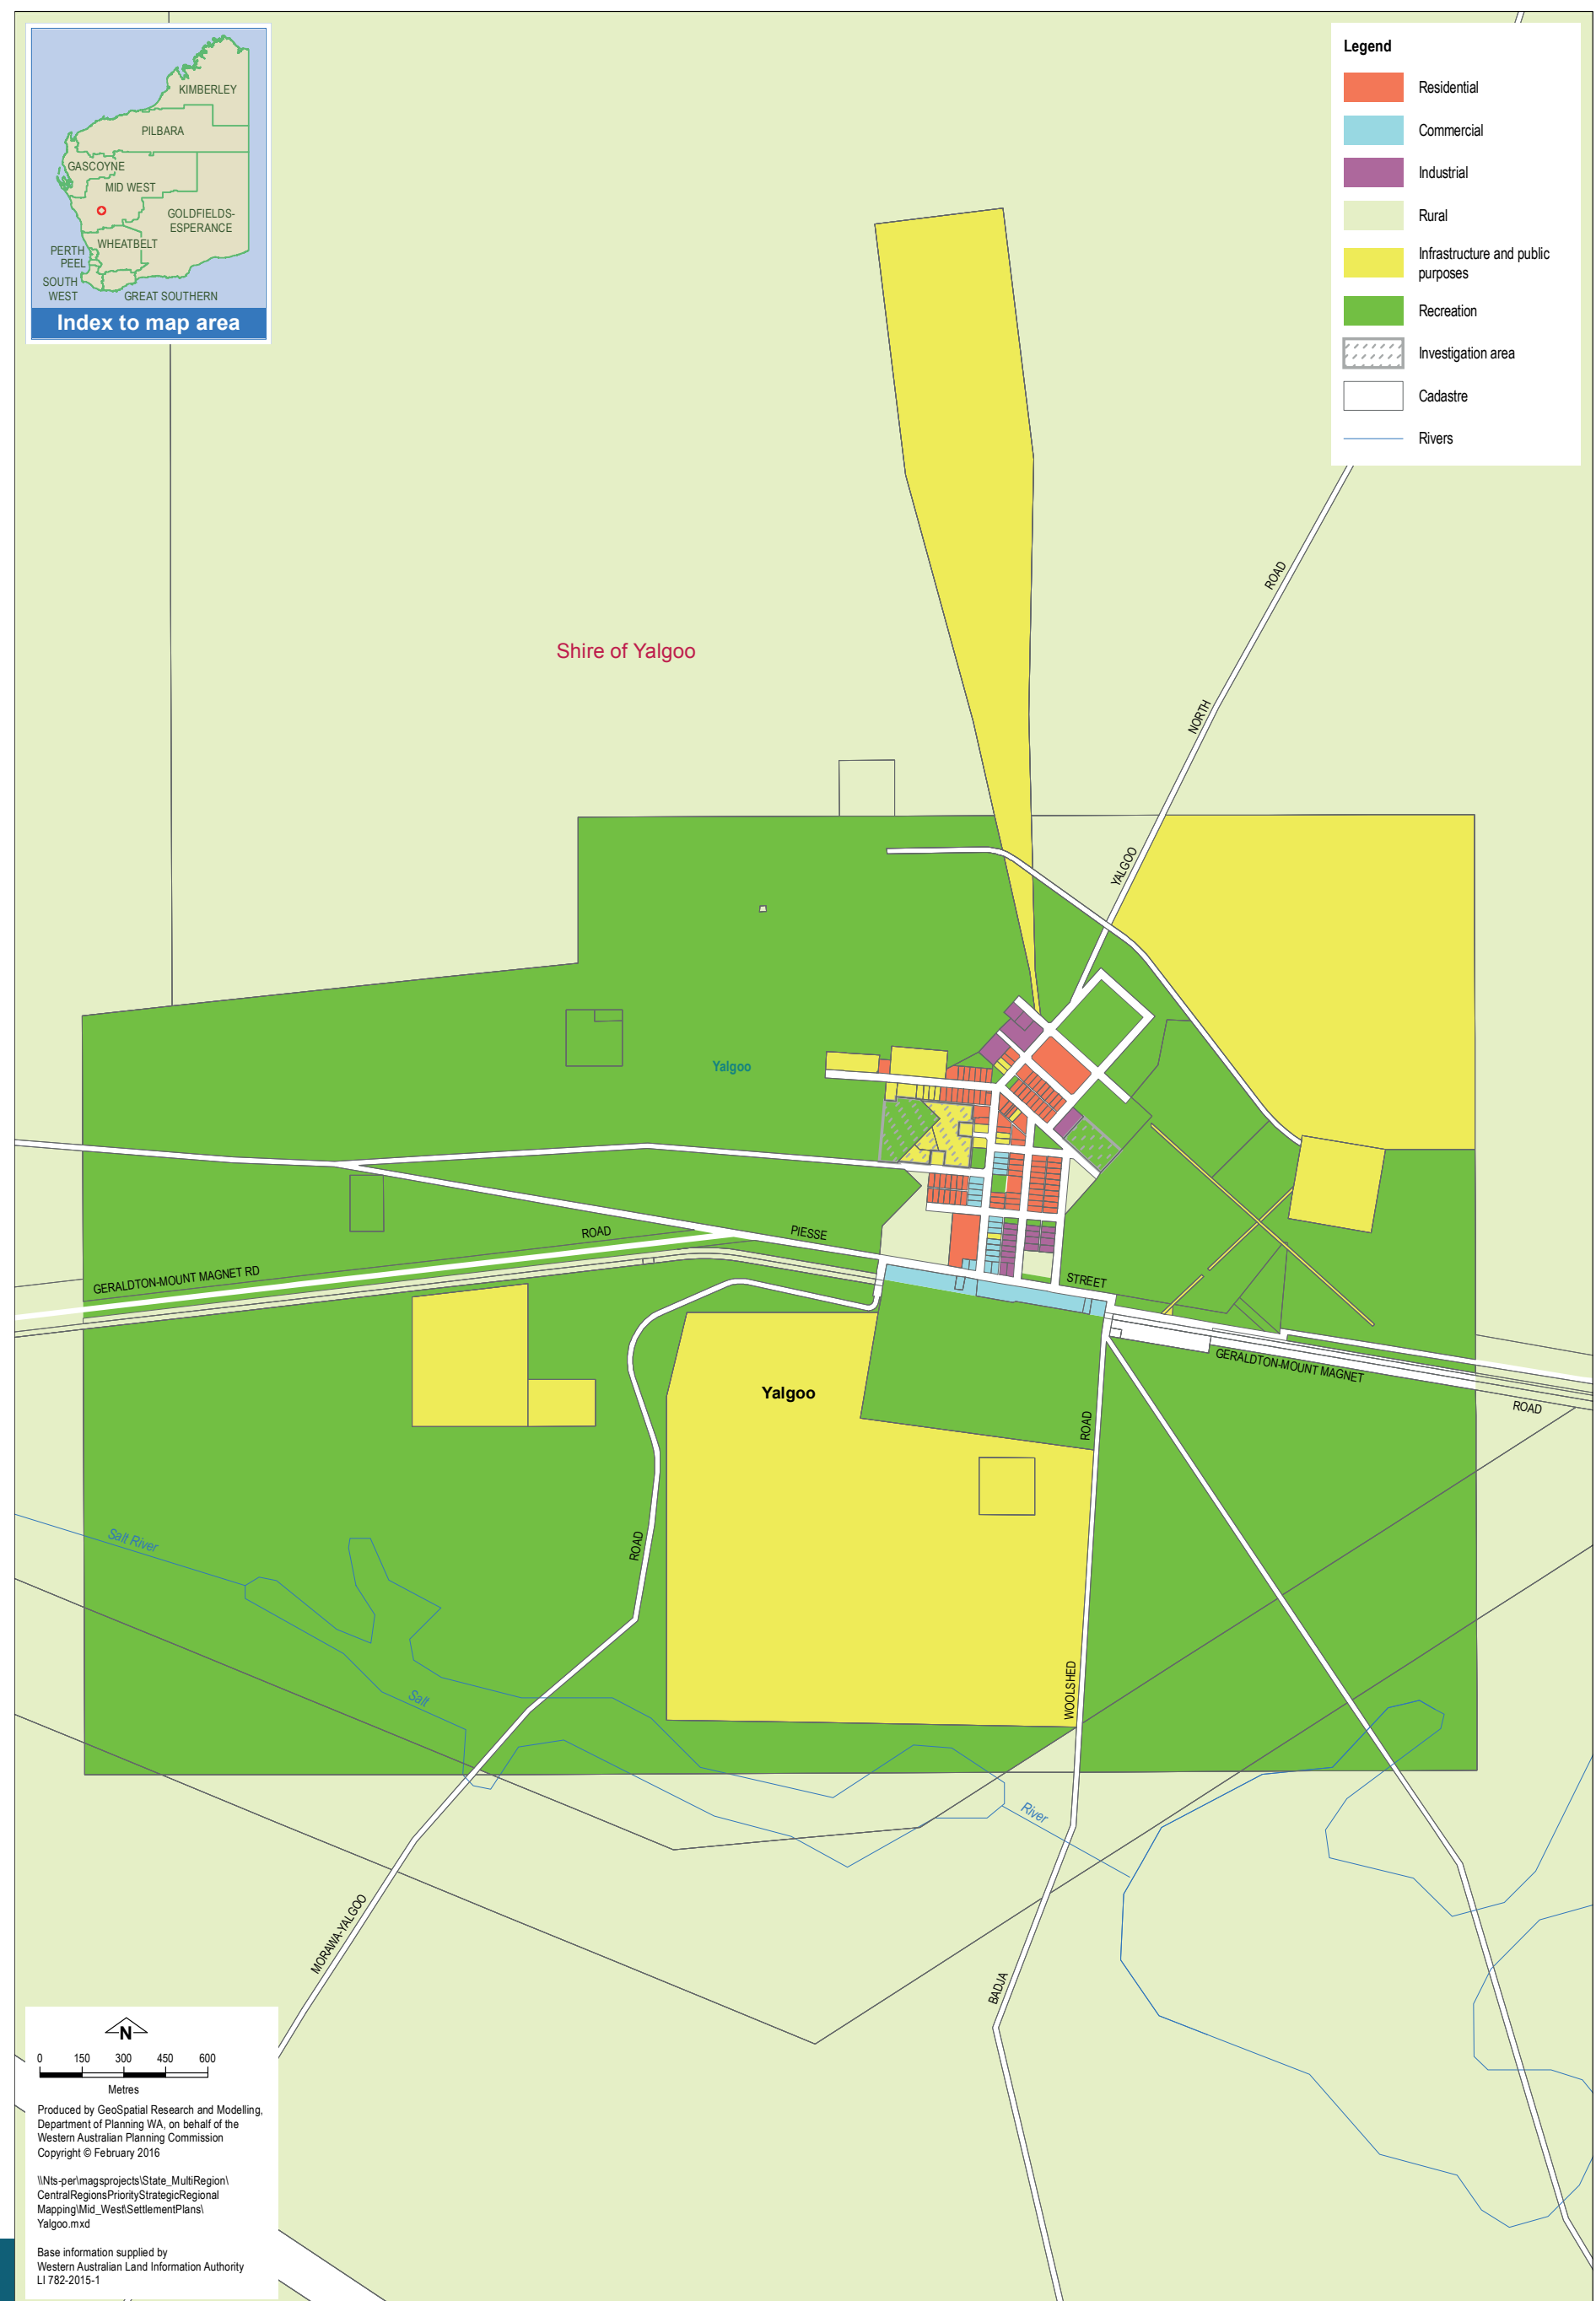 KIMBERLEY
PILBARA
GASCOYNE
MID WEST
GOLDFIELDS-
ESPERANCE
WHEATBELT
PERTH
PEEL
SOUTH
WEST
GREAT SOUTHERN
Index to map area
Legend
Residential
Commercial
Industrial
Rural
Infrastructure and public
purposes
Recreation
Investigation area
Cadastre
Rivers
ROAD
NORTH
YALGOO
Shire of Yalgoo
Yalgoo
ROAD
PIESSE
GERALDTON-MOUNT MAGNET RD
STREET
GERALDTON-MOUNT MAGNET
ROAD
Yalgoo
ROAD
ROAD
Salt River
Salt
WOOLSHED
River
MORAWA-YALGOO
BADJA
N
0 150 300 450 600
Metres
Produced by GeoSpatial Research and Modelling,
Department of Planning WA, on behalf of the
Western Australian Planning Commission
Copyright © February 2016
\\Nts-per\magsprojects\State_MultiRegion\
CentralRegionsPriorityStrategicRegional
Mapping\Mid_West\SettlementPlans\
Yalgoo.mxd
Base information supplied by
Western Australian Land Information Authority
LI 782-2015-1